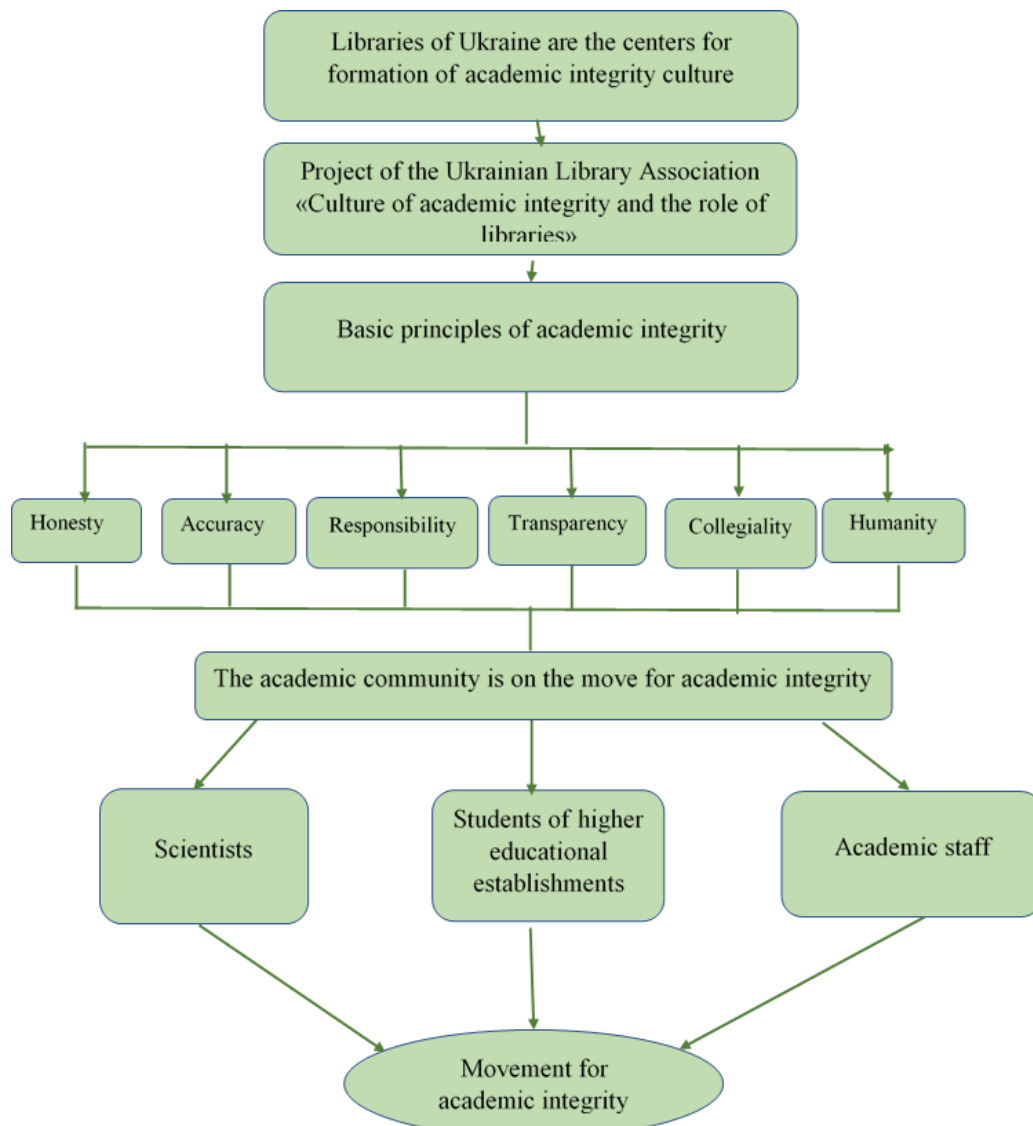 Libraries of Ukraine are the centers for
formation of academic integrity culture
Project of the Ukrainian Library Association
«Culture of academic integrity and the role of
libraries»
Basic principles of academic integrity
Honesty
Accuracy
Responsibility
Transparency
Collegiality
Humanity
The academic community is on the move for academic integrity
Scientists
Students of higher
educational
establishments
Academic staff
Movement for
academic integrity